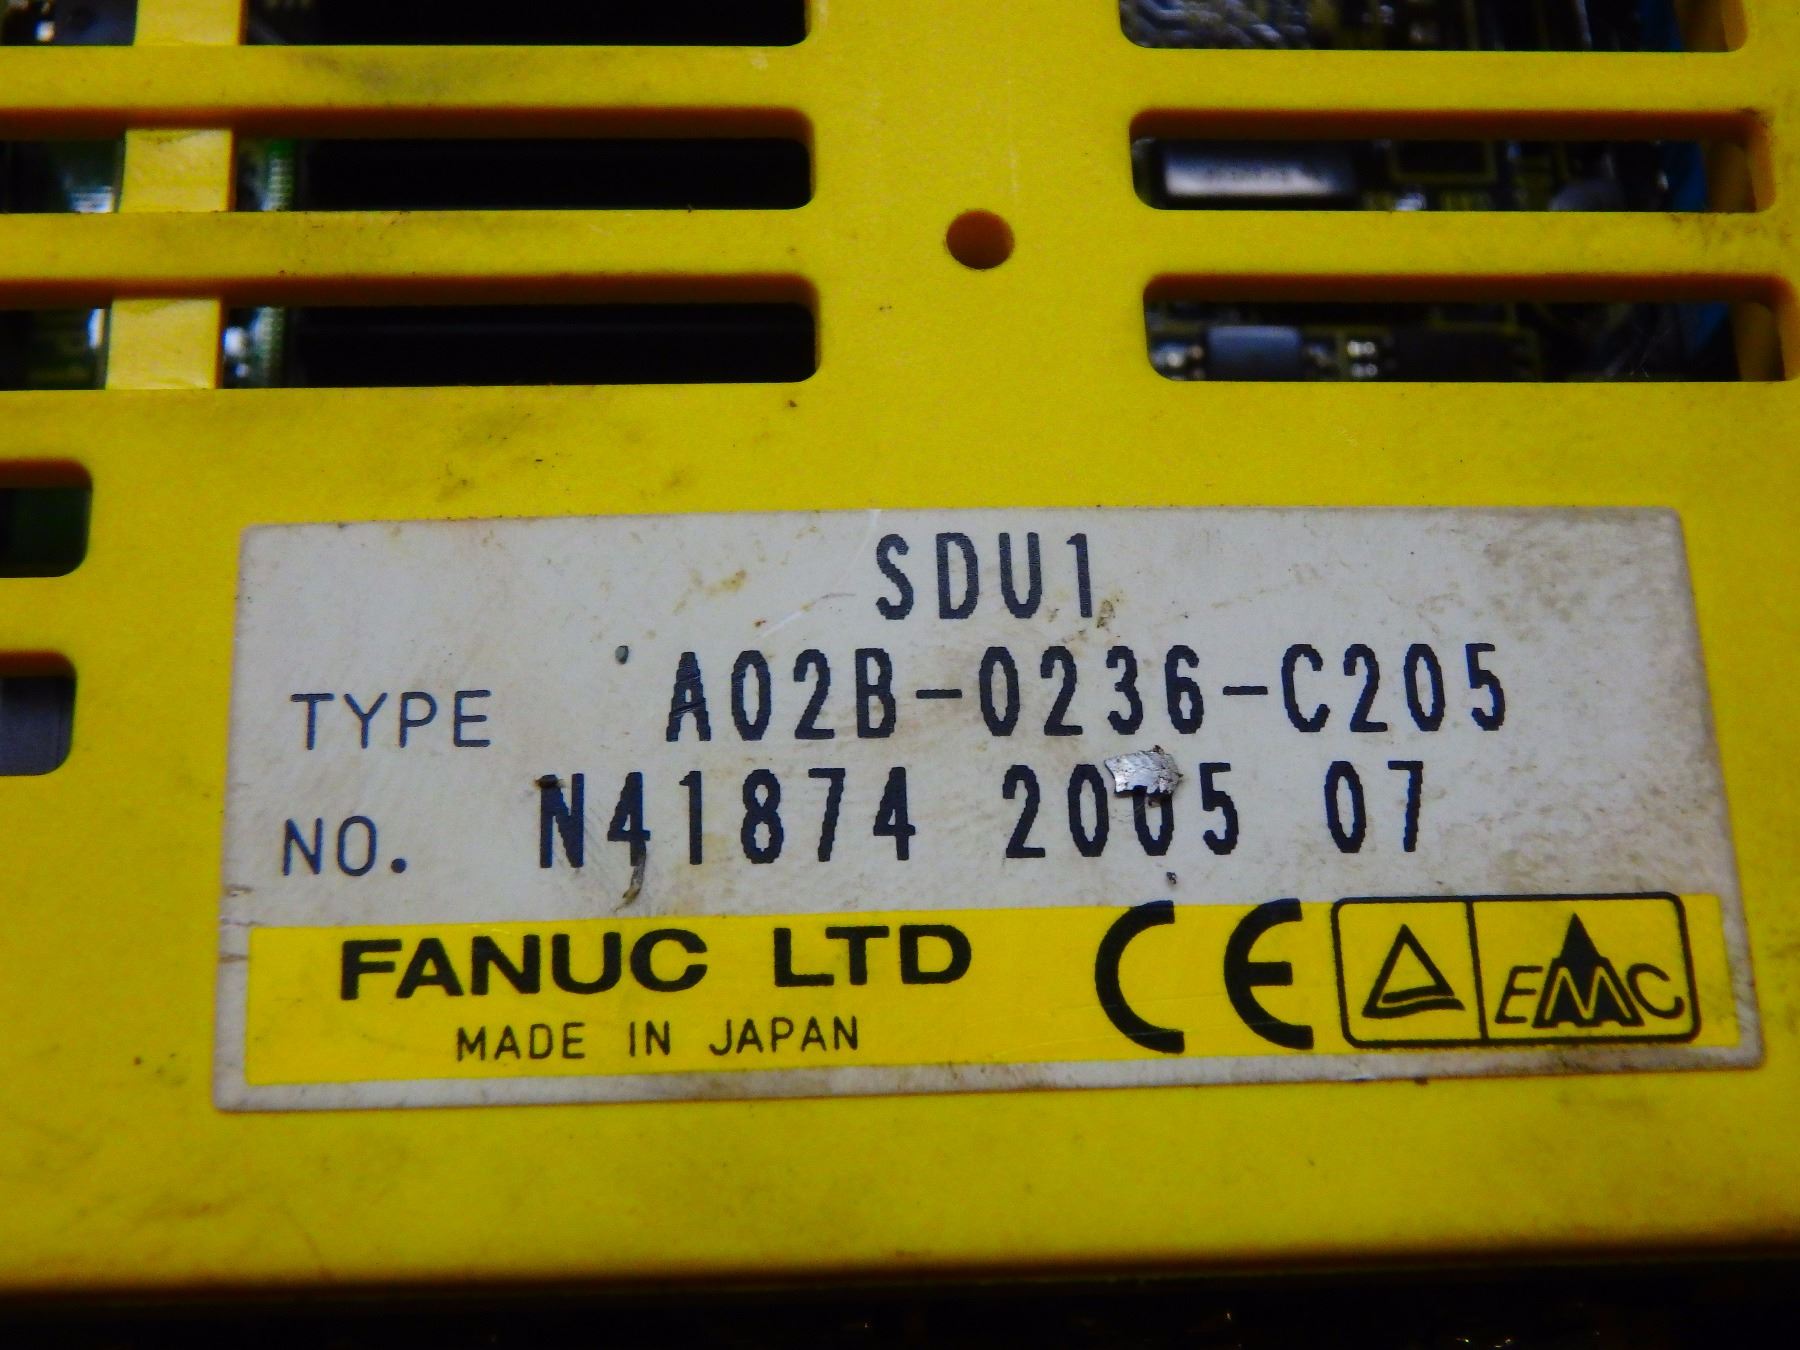 SDU1
TYPE A02B-0236-C205
NO. N41874 2005 07
FANUC LTD
MADE IN JAPAN
CE
EMC